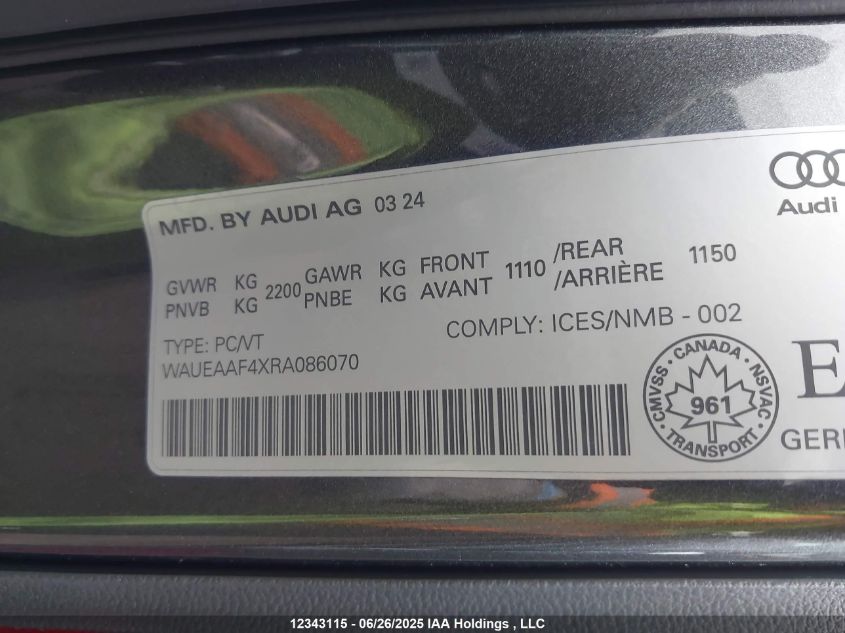 MFD. BY AUDI AG 03 24
Audi
GVWR KG 2200 GAWR KG FRONT 1110 /REAR 1150
PNVB KG PNBE KG AVANT /ARRIÈRE
COMPLY: ICES/NMB - 002
TYPE: PC/VT
WAUEAAF4XRA086070
CMVSS · CANADA · NSVAC
961
TRANSPORT
E
GER
12343115 - 06/26/2025 IAA Holdings , LLC